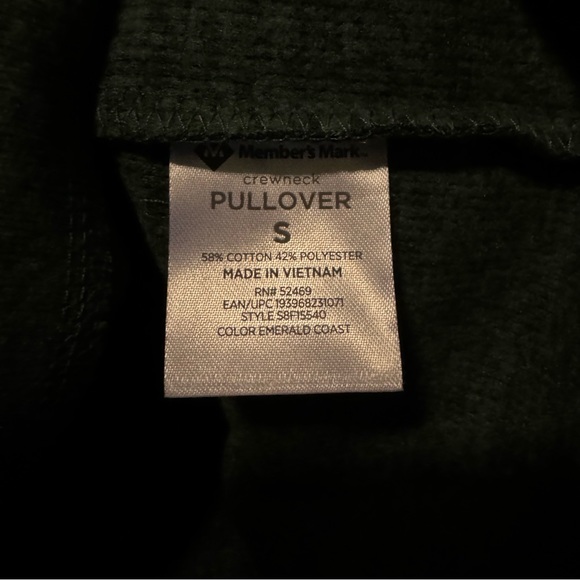 Member's Mark™
crewneck
PULLOVER
S
58% COTTON 42% POLYESTER
MADE IN VIETNAM
RN# 52469
EAN/UPC 193968231071
STYLE S8F15540
COLOR EMERALD COAST